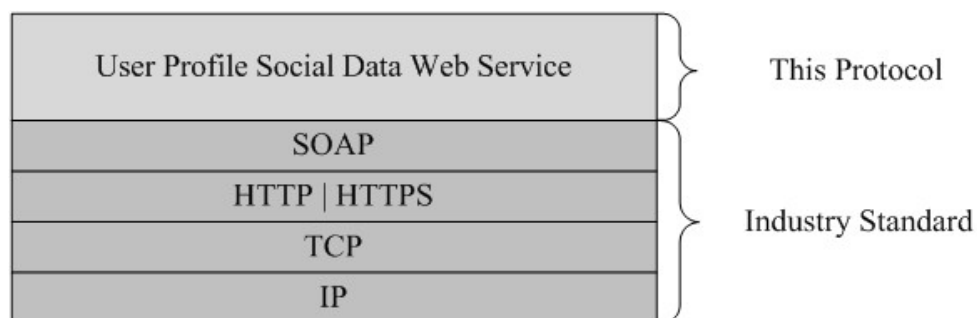 User Profile Social Data Web Service
This Protocol
SOAP
HTTP | HTTPS
TCP
IP
Industry Standard